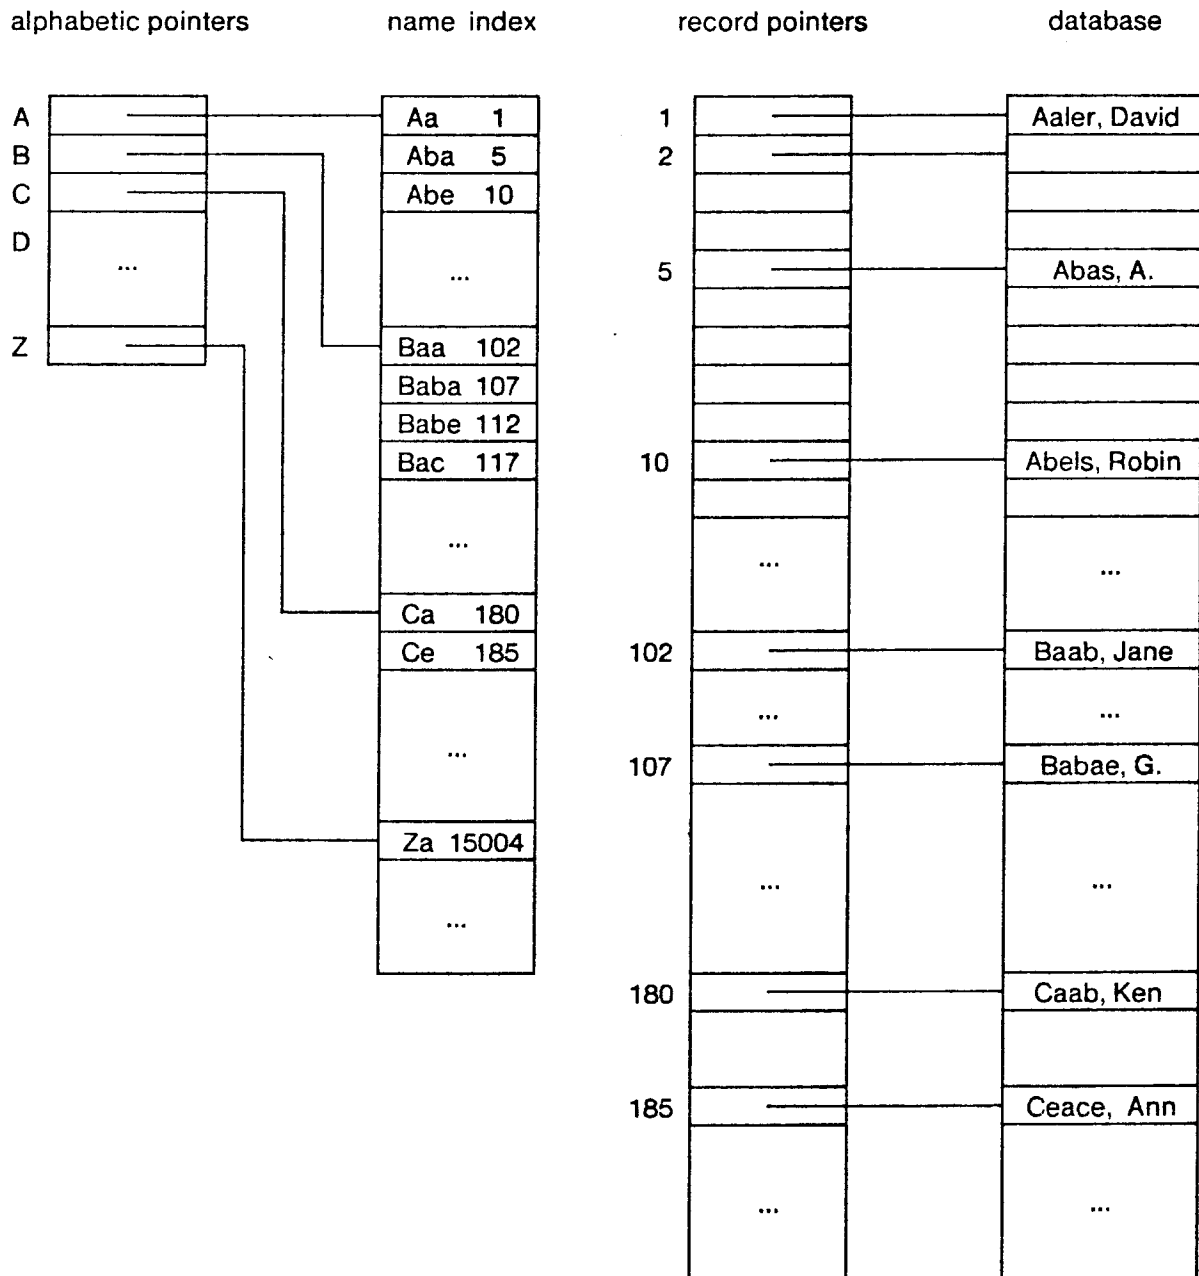 alphabetic pointers name index record pointers database
A Aa 1 1 Aaler, David
B Aba 5 2
C Abe 10
D
... ... 5 Abas, A.
Z Baa 102
Baba 107
Babe 112
Bac 117 10 Abels, Robin
...
... ...
Ca 180
Ce 185 102 Baab, Jane
... ...
...
107 Babae, G.
Za 15004
... ...
...
180 Caab, Ken
185 Ceace, Ann
... ...